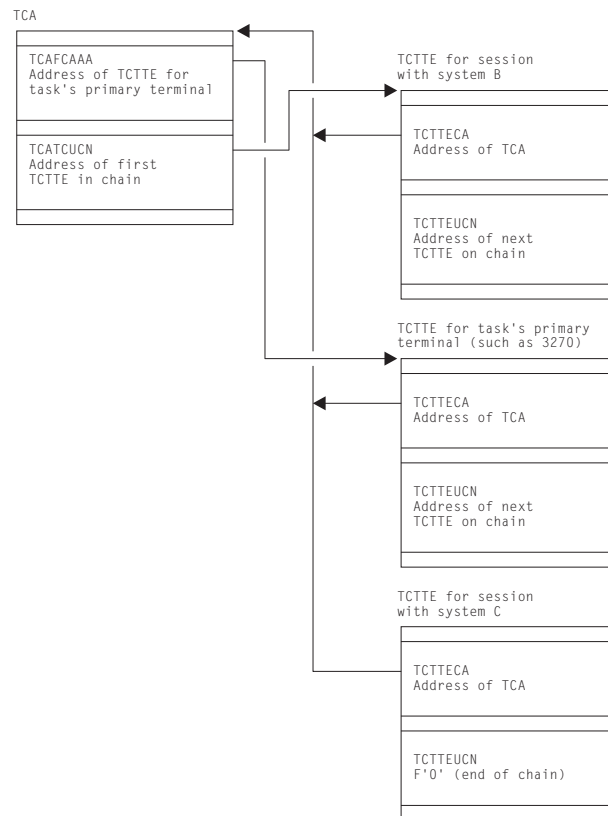 TCA
TCAFCAAA
Address of TCTTE for
task's primary terminal
TCATCUCN
Address of first
TCTTE in chain
TCTTE for session
with system B
TCTTECA
Address of TCA
TCTTEUCN
Address of next
TCTTE on chain
TCTTE for task's primary
terminal (such as 3270)
TCTTECA
Address of TCA
TCTTEUCN
Address of next
TCTTE on chain
TCTTE for session
with system C
TCTTECA
Address of TCA
TCTTEUCN
F'0' (end of chain)